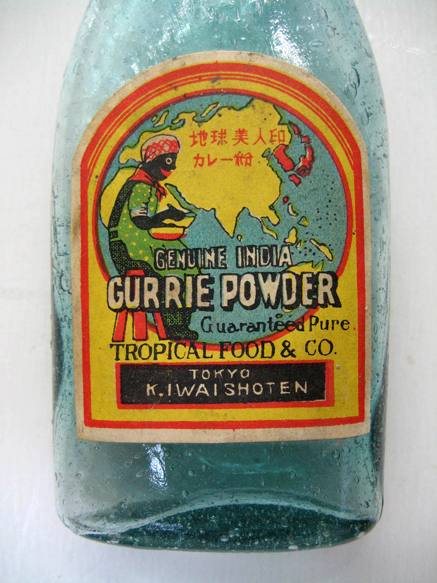 地球美人印
カレー粉
GENUINE INDIA
CURRIE POWDER
Guaranteed Pure.
TROPICAL FOOD & CO.
TOKYO
K.IWAISHOTEN